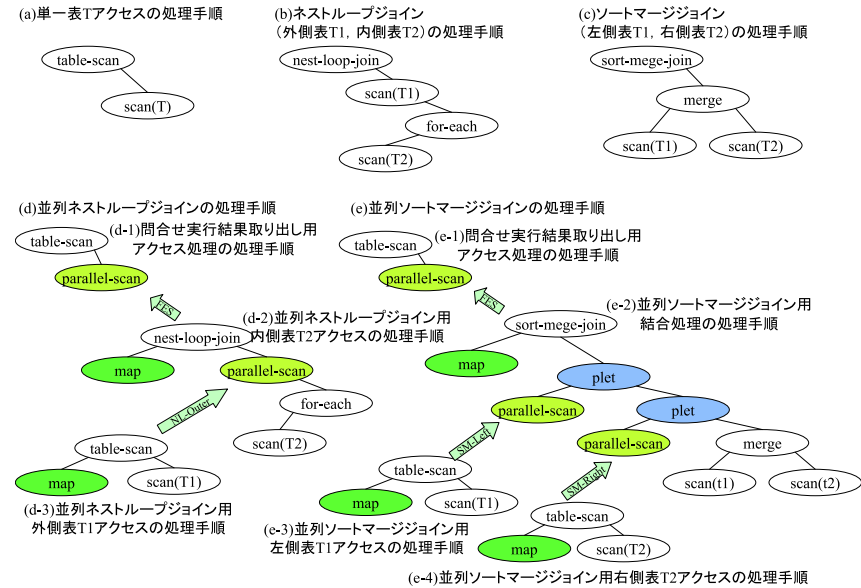 (a)単一表Tアクセスの処理手順
table-scan
scan(T)
(b)ネストループジョイン
(外側表T1, 内側表T2)の処理手順
nest-loop-join
scan(T1)
for-each
scan(T2)
(c)ソートマージジョイン
(左側表T1, 右側表T2)の処理手順
sort-mege-join
merge
scan(T1)
scan(T2)
(d)並列ネストループジョインの処理手順
(d-1)問合せ実行結果取り出し用
アクセス処理の処理手順
table-scan
parallel-scan
FES
(d-2)並列ネストループジョイン用
内側表T2アクセスの処理手順
nest-loop-join
map
parallel-scan
for-each
scan(T2)
NL-Outer
table-scan
map
scan(T1)
(d-3)並列ネストループジョイン用
外側表T1アクセスの処理手順
(e)並列ソートマージジョインの処理手順
(e-1)問合せ実行結果取り出し用
アクセス処理の処理手順
table-scan
parallel-scan
FES
(e-2)並列ソートマージジョイン用
結合処理の処理手順
sort-mege-join
map
plet
parallel-scan
plet
parallel-scan
merge
scan(t1)
scan(t2)
SM-Left
table-scan
map
scan(T1)
(e-3)並列ソートマージジョイン用
左側表T1アクセスの処理手順
SM-Right
table-scan
map
scan(T2)
(e-4)並列ソートマージジョイン用右側表T2アクセスの処理手順